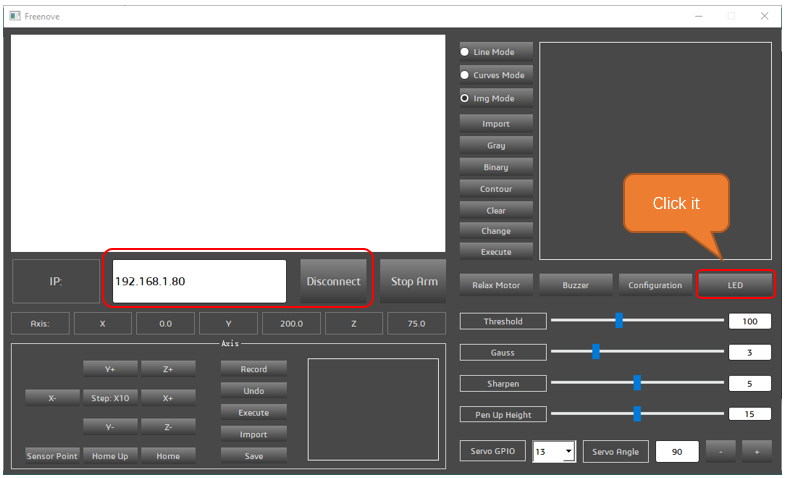 Freenove
Line Mode
Curves Mode
Img Mode
Import
Gray
Binary
Contour
Clear
Change
Execute
Click it
IP:
192.168.1.80
Disconnect
Stop Arm
Relax Motor
Buzzer
Configuration
LED
Axis:
X
0.0
Y
200.0
Z
75.0
Threshold
100
Gauss
3
Sharpen
5
Pen Up Height
15
Servo GPIO
13
Servo Angle
90
-
+
Axis
Y+
Z+
X-
Step: X10
X+
Y-
Z-
Sensor Point
Home Up
Home
Record
Undo
Execute
Import
Save